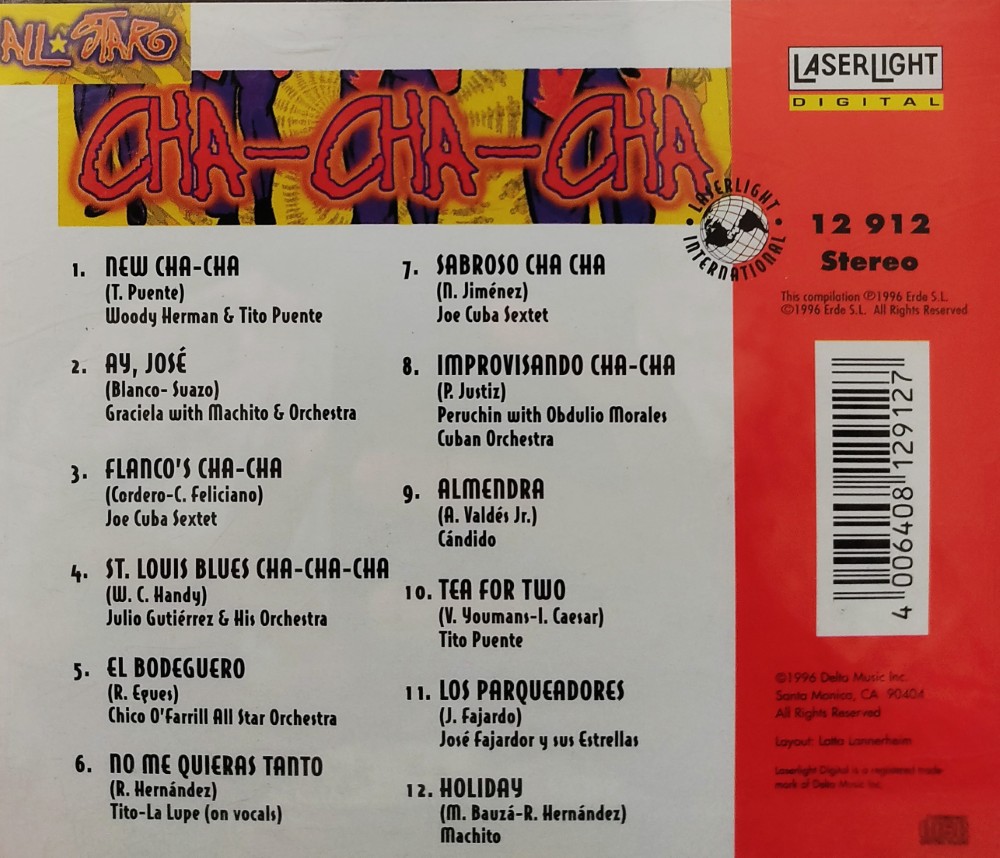 ALL STAR
CHA-CHA-CHA
1. NEW CHA-CHA
(T. Puente)
Woody Herman & Tito Puente
2. AY, JOSÉ
(Blanco- Suazo)
Graciela with Machito & Orchestra
3. FLANCO'S CHA-CHA
(Cordero-C. Feliciano)
Joe Cuba Sextet
4. ST. LOUIS BLUES CHA-CHA-CHA
(W. C. Handy)
Julio Gutiérrez & His Orchestra
5. EL BODEGUERO
(R. Egues)
Chico O'Farrill All Star Orchestra
6. NO ME QUIERAS TANTO
(R. Hernández)
Tito-La Lupe (on vocals)
7. SABROSO CHA CHA
(N. Jiménez)
Joe Cuba Sextet
8. IMPROVISANDO CHA-CHA
(P. Justiz)
Peruchin with Obdulio Morales
Cuban Orchestra
9. ALMENDRA
(A. Valdés Jr.)
Cándido
10. TEA FOR TWO
(V. Youmans-I. Caesar)
Tito Puente
11. LOS PARQUEADORES
(J. Fajardo)
José Fajardor y sus Estrellas
12. HOLIDAY
(M. Bauzá-R. Hernández)
Machito
LASERLIGHT
DIGITAL
LASERLIGHT
INTERNATIONAL
12 912
Stereo
This compilation ℗1996 Erde S.L.
©1996 Erde S.L. All Rights Reserved
4 006408 129127
©1996 Delta Music Inc.
Santa Monica, CA 90404
All Rights Reserved
Layout: Lotta Lannerheim
Laserlight Digital is a registered trade
mark of Delta Music Inc.